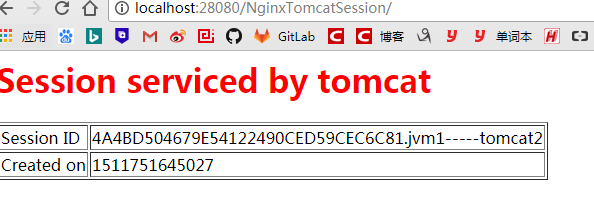 localhost:28080/NginxTomcatSession/
应用 GitLab 博客 单词本
Session serviced by tomcat
Session ID 4A4BD504679E54122490CED59CEC6C81.jvm1-----tomcat2
Created on 1511751645027